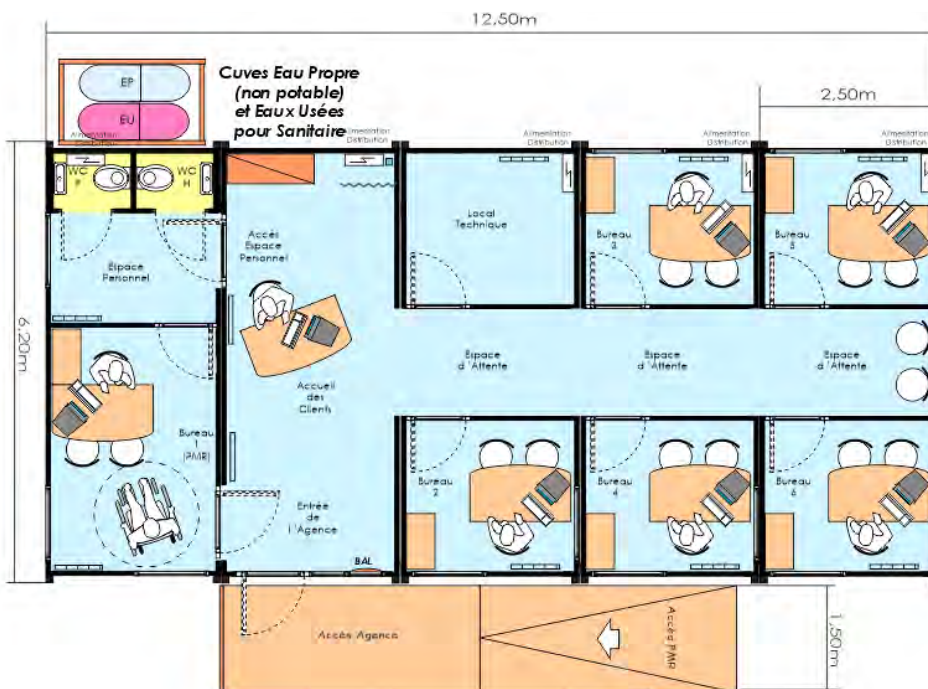 12,50m
Cuves Eau Propre
(non potable)
et Eaux Usées
pour Sanitaire
EP
EU
2,50m
Alimentation
Distribution
Alimentation
Distribution
Alimentation
Distribution
Alimentation
Distribution
Alimentation
Distribution
WC
F
WC
H
Accès
Espace
Personnel
Local
Technique
Bureau
3
Bureau
5
Espace
Personnel
6,20m
Espace
d'Attente
Espace
d'Attente
Espace
d'Attente
Accueil
des
Clients
Bureau
1
(PMR)
Bureau
2
Bureau
4
Bureau
6
Entrée
de
l'Agence
BAL
Accès Agence
Accès PMR
1,50m